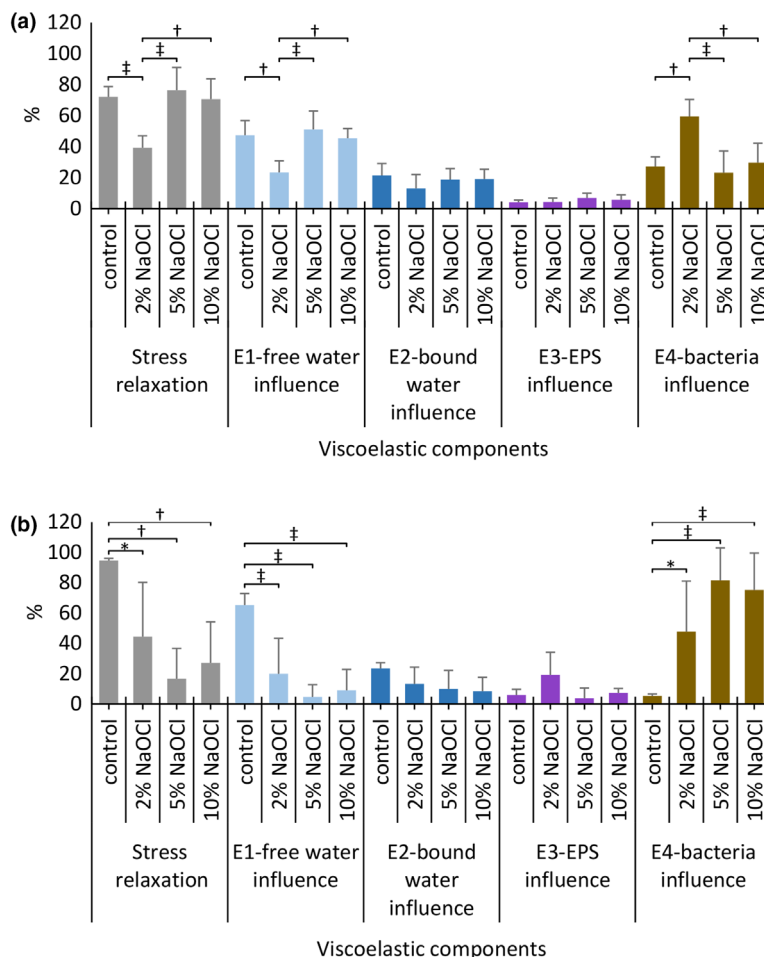 (a)
120
100
80
60
40
20
0
%
‡ ‡ †
† ‡ †
† ‡ †
control
2% NaOCl
5% NaOCl
10% NaOCl
control
2% NaOCl
5% NaOCl
10% NaOCl
control
2% NaOCl
5% NaOCl
10% NaOCl
control
2% NaOCl
5% NaOCl
10% NaOCl
control
2% NaOCl
5% NaOCl
10% NaOCl
Stress
relaxation
E1-free water
influence
E2-bound
water
influence
E3-EPS
influence
E4-bacteria
influence
Viscoelastic components
(b)
120
100
80
60
40
20
0
%
* † †
‡ ‡ ‡
* ‡ ‡
control
2% NaOCl
5% NaOCl
10% NaOCl
control
2% NaOCl
5% NaOCl
10% NaOCl
control
2% NaOCl
5% NaOCl
10% NaOCl
control
2% NaOCl
5% NaOCl
10% NaOCl
control
2% NaOCl
5% NaOCl
10% NaOCl
Stress
relaxation
E1-free water
influence
E2-bound
water
influence
E3-EPS
influence
E4-bacteria
influence
Viscoelastic components